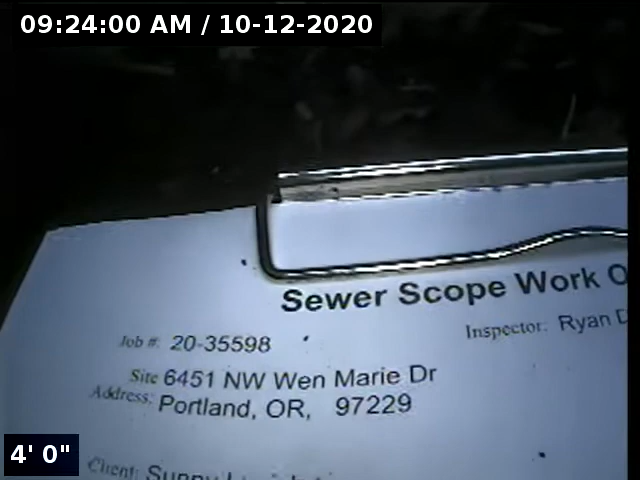 09:24:00 AM / 10-12-2020
Sewer Scope Work
Job #: 20-35598
Inspector: Ryan
Site Address: 6451 NW Wen Marie Dr
Portland, OR, 97229
Client:
4' 0"